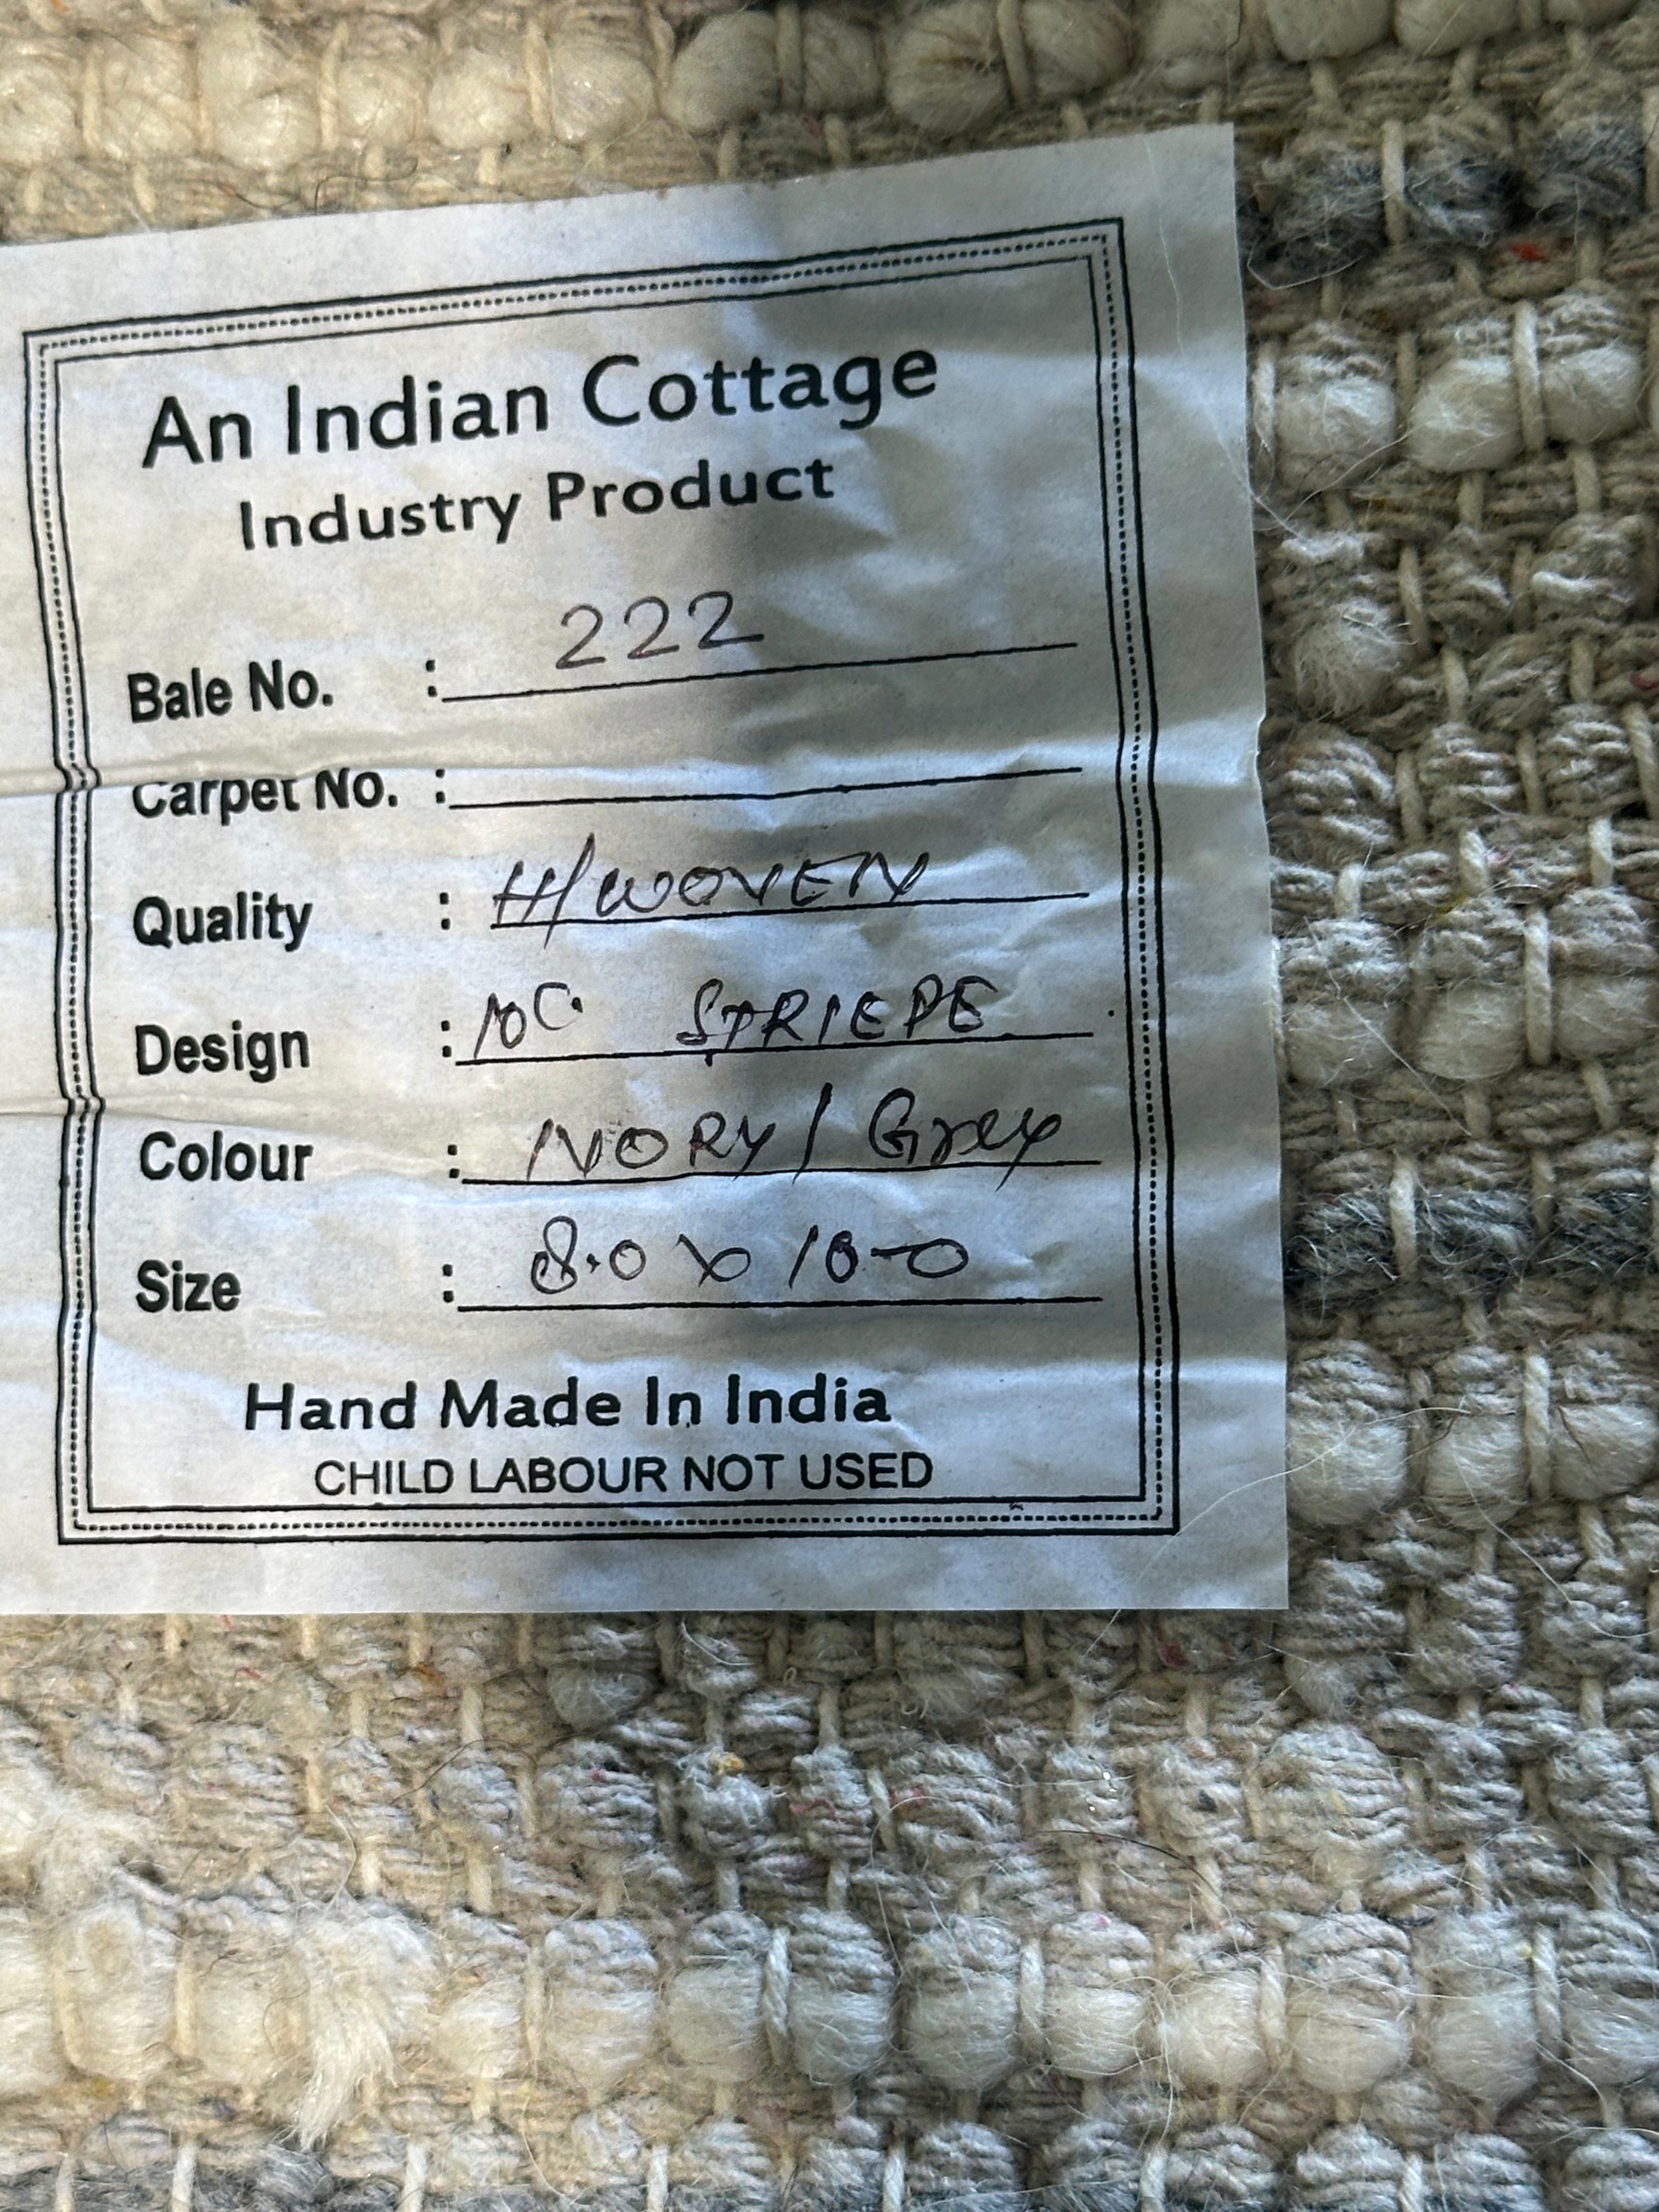 An Indian Cottage
Industry Product
Bale No. : 222
Carpet No. :
Quality : H/WOVEN
Design : STRIEPE
Colour : IVORY / Grey
Size : 8.0 x 10-0
Hand Made In India
CHILD LABOUR NOT USED